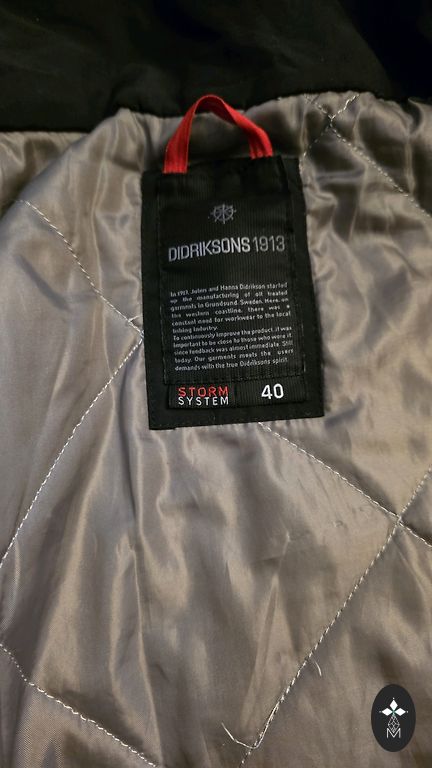 DIDRIKSONS 1913
In 1913, Julius and Hanna Didrikson started
up the manufacturing of oil treated
garments in Grundsund, Sweden. Here, on
the western coastline, there was a
constant need for workwear to the local
fishing industry.
To continuously improve the product it was
important to be close to those who wore it
since feedback was almost immediate. Still
today. Our garments meets the users
demands with the true Didriksons spirit.
STORM
SYSTEM
40
M